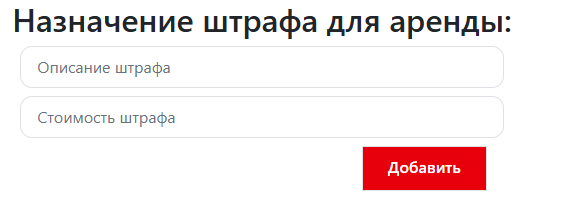 Назначение штрафа для аренды:
Описание штрафа
Стоимость штрафа
Добавить